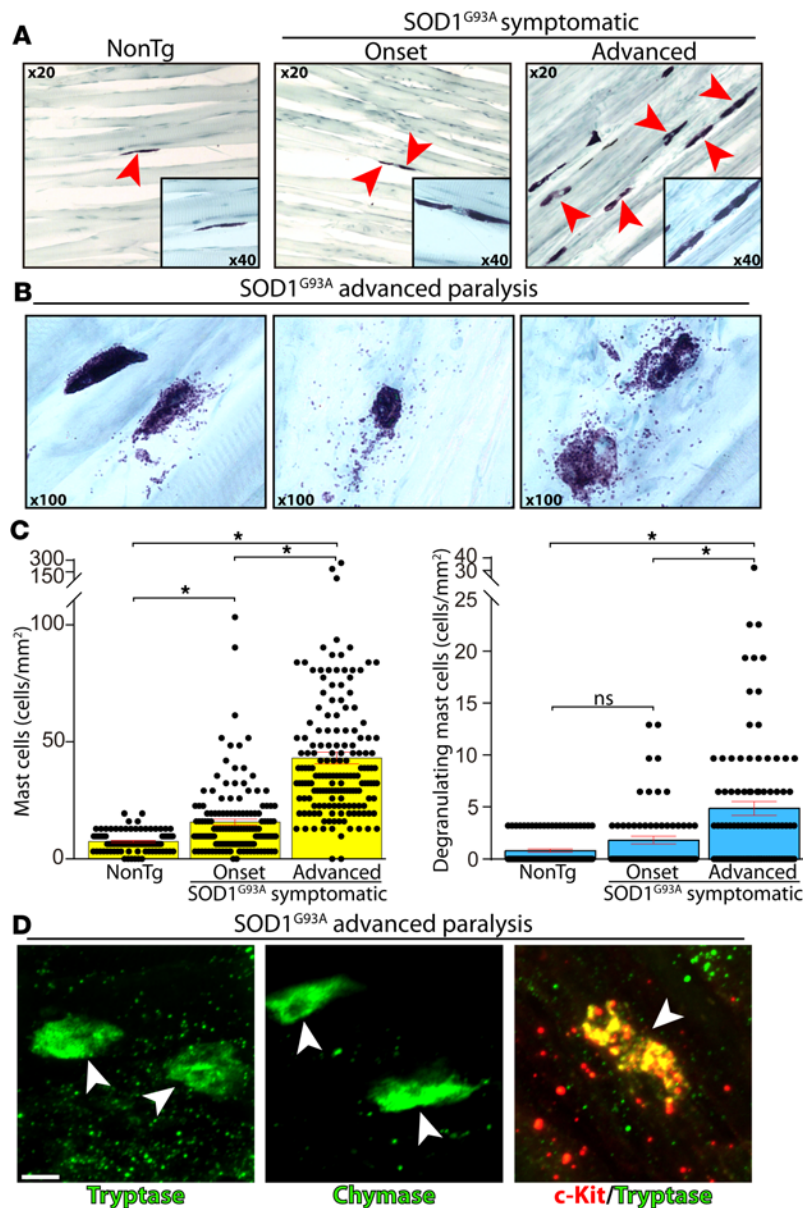 A
SOD1G93A symptomatic
NonTg
Onset
Advanced
x20
x20
x20
x40
x40
x40
B
SOD1G93A advanced paralysis
x100
x100
x100
C
Mast cells (cells/mm2)
300
150
100
50
0
*
*
*
NonTg
Onset
Advanced
SOD1G93A symptomatic
Degranulating mast cells (cells/mm2)
40
30
25
20
15
10
5
0
*
*
ns
NonTg
Onset
Advanced
SOD1G93A symptomatic
D
SOD1G93A advanced paralysis
Tryptase
Chymase
c-Kit/Tryptase